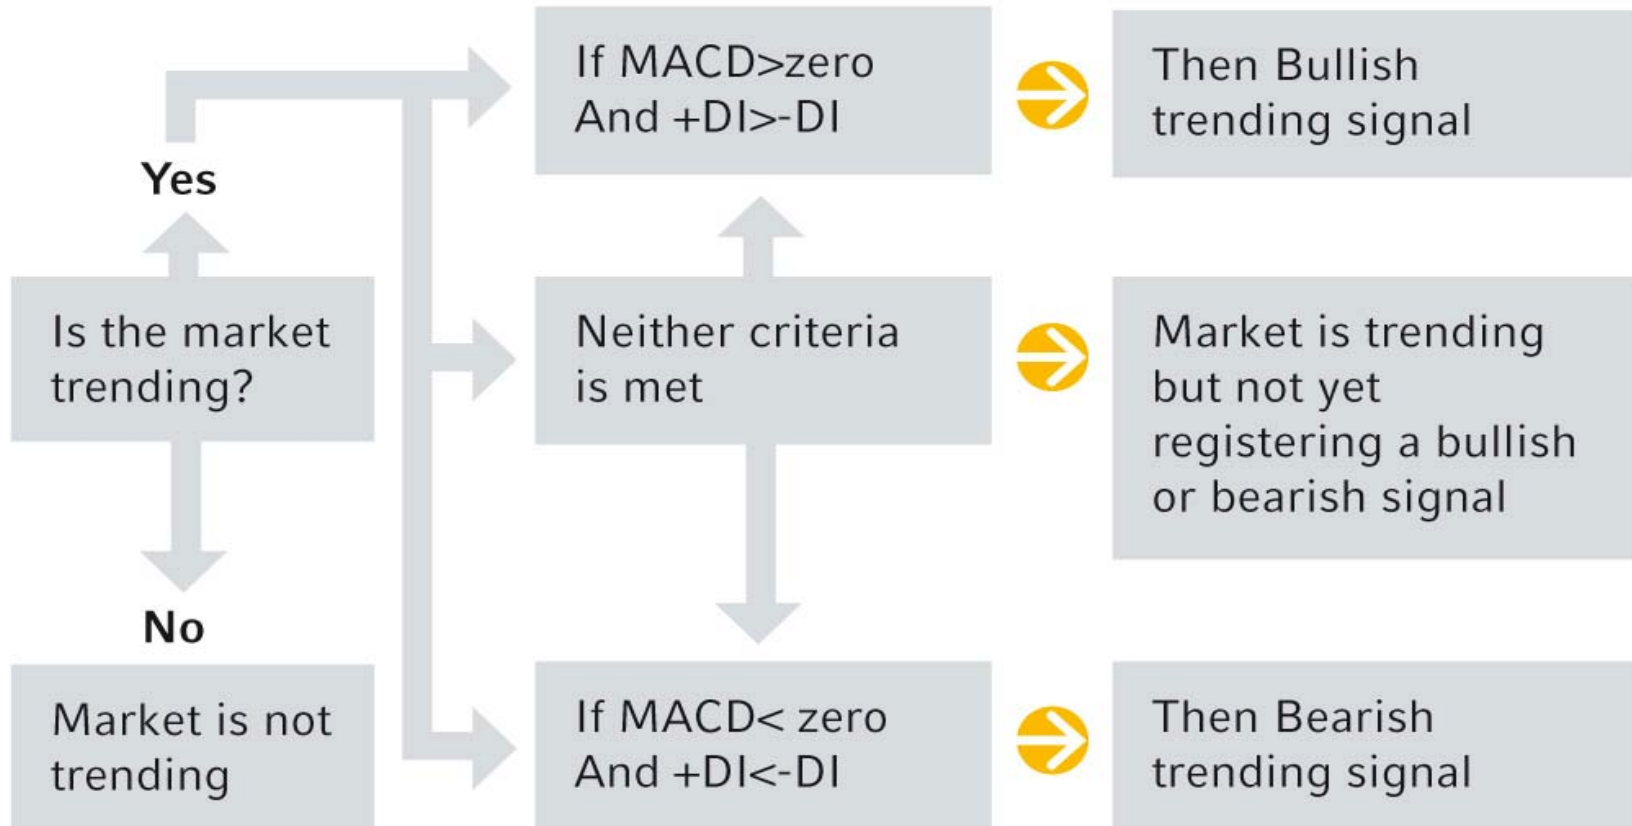 Yes
Is the market
trending?
No
Market is not
trending
If MACD>zero
And +DI>-DI
Then Bullish
trending signal
Neither criteria
is met
Market is trending
but not yet
registering a bullish
or bearish signal
If MACD< zero
And +DI<-DI
Then Bearish
trending signal